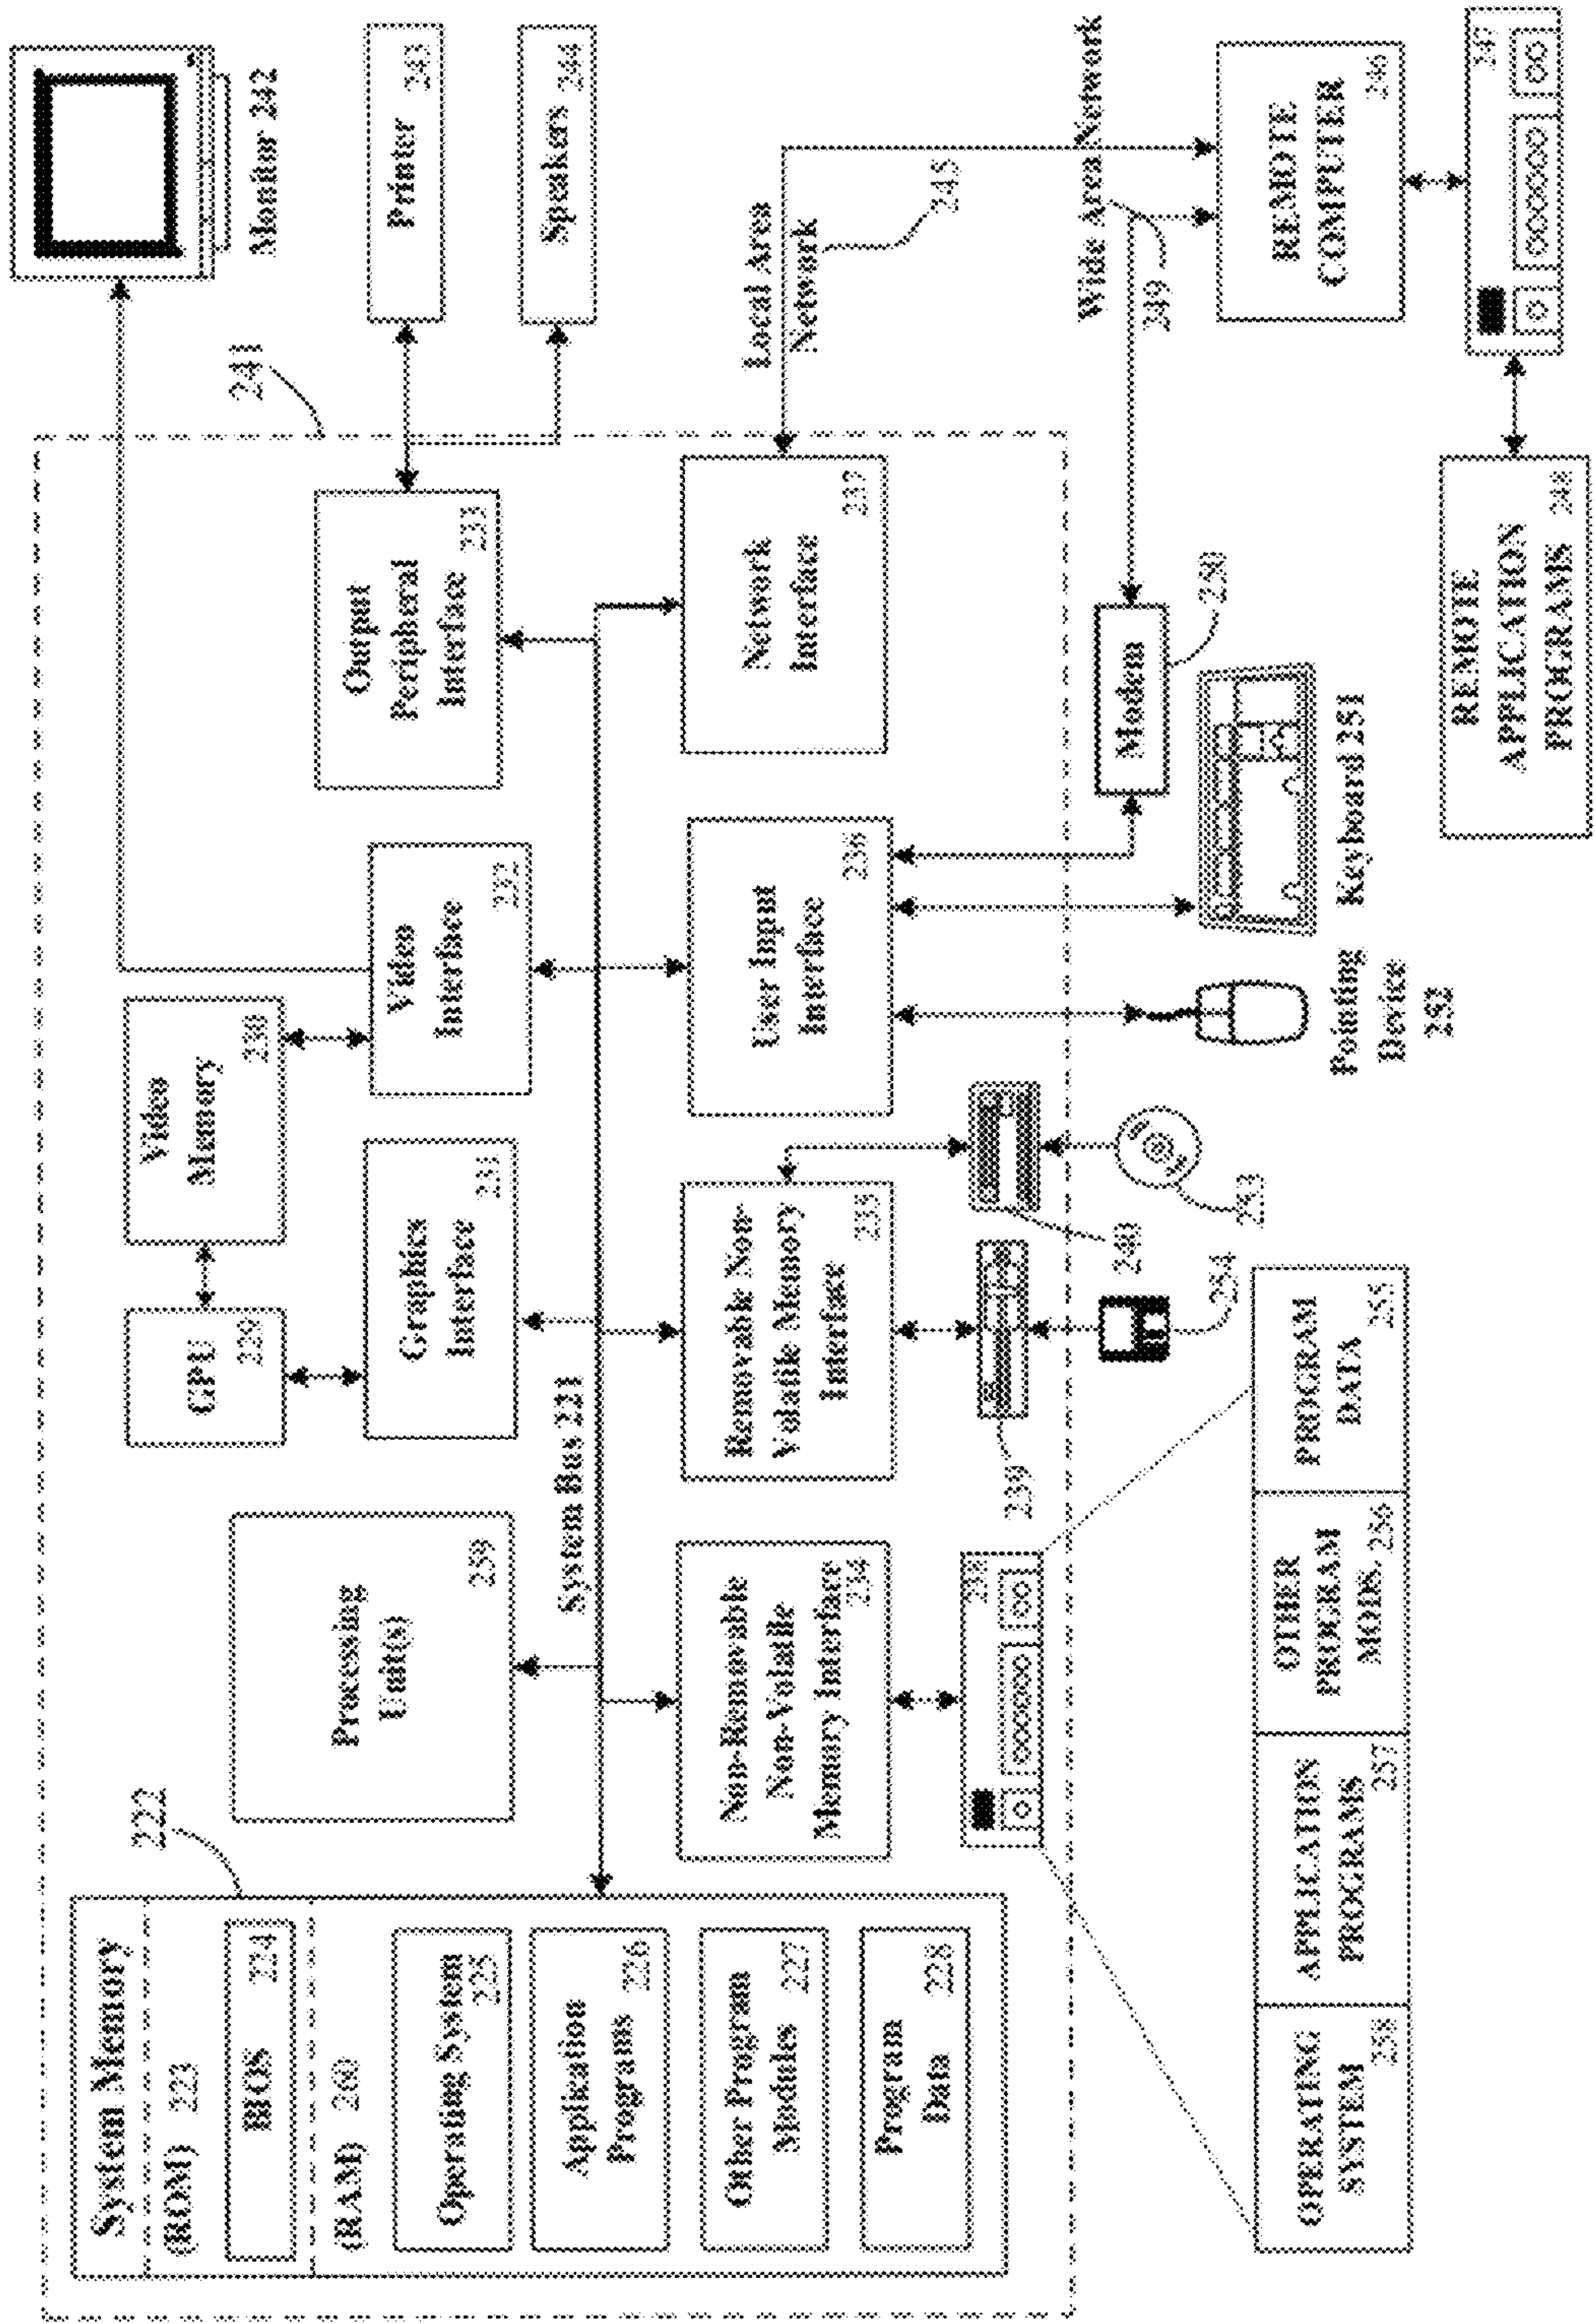 System Memory
(ROM) 223
BIOS 224
(RAM) 260
Operating System
225
Application
Programs 226
Other Program
Modules 227
Program
Data 228
222
Processing
Unit(s)
259
GPU
229
Video
Memory
230
Graphics
Interface
231
Video
Interface
232
Output
Peripheral
Interface
233
241
Monitor 242
Printer
243
Speakers
244
System Bus 221
Non-Removable
Non-Volatile
Memory Interface
234
Removable Non-
Volatile Memory
Interface
235
User Input
Interface
236
Network
Interface
237
Local Area
Network
245
238
239
240
254
253
Modem
250
Wide Area Network
249
REMOTE
COMPUTER
246
247
Pointing
Device
252
Keyboard 251
REMOTE
APPLICATION
PROGRAMS 248
OPERATING
SYSTEM
258
APPLICATION
PROGRAMS
257
OTHER
PROGRAM
MODS. 256
PROGRAM
DATA
255